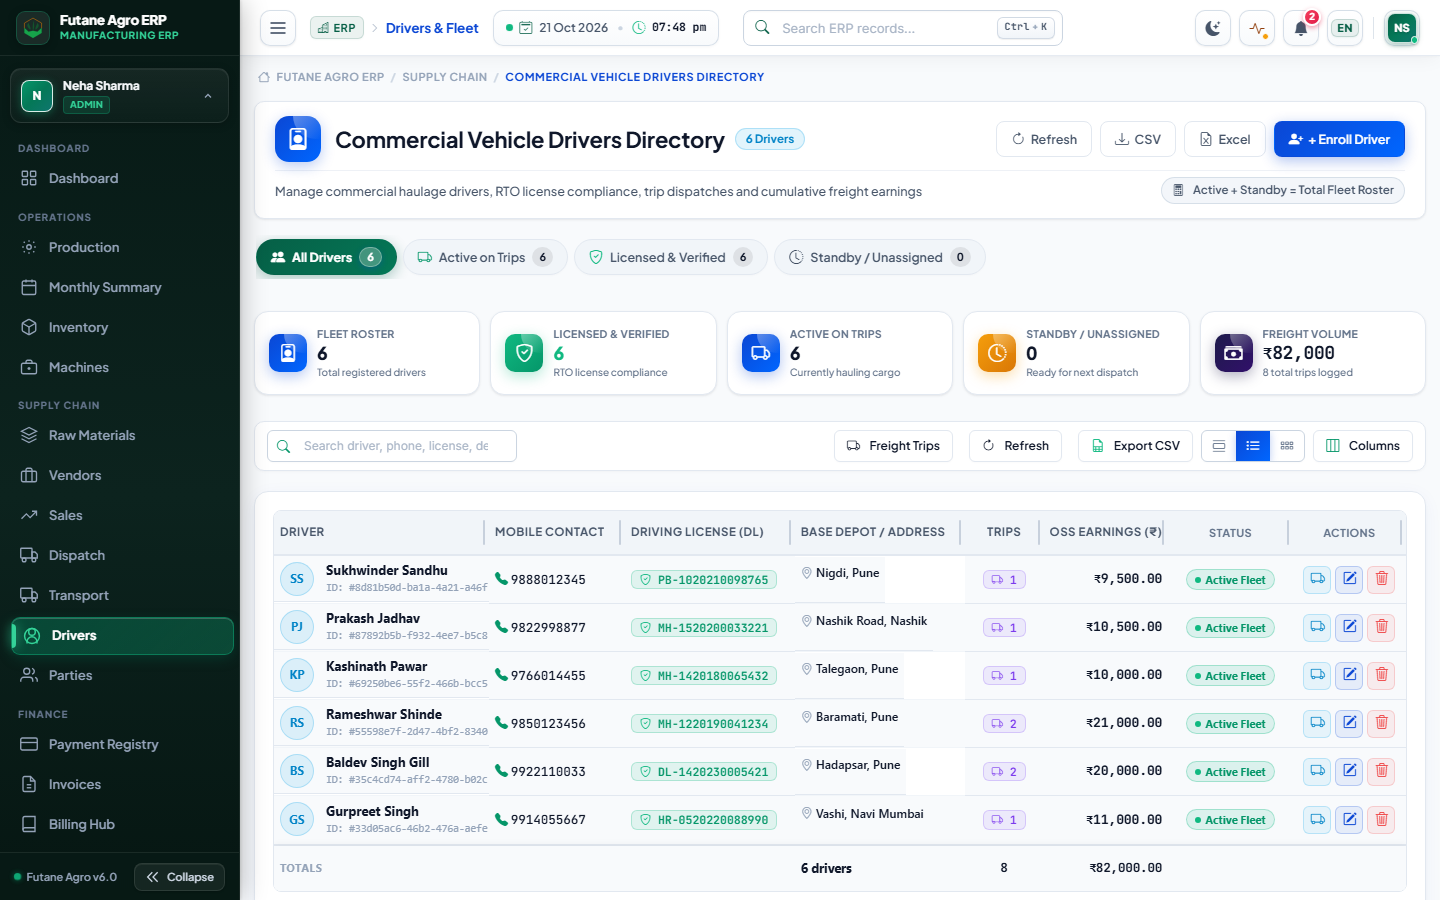 Futane Agro ERP
MANUFACTURING ERP
N
Neha Sharma
ADMIN
DASHBOARD
Dashboard
OPERATIONS
Production
Monthly Summary
Inventory
Machines
SUPPLY CHAIN
Raw Materials
Vendors
Sales
Dispatch
Transport
Drivers
Parties
FINANCE
Payment Registry
Invoices
Billing Hub
Futane Agro v6.0
Collapse
ERP
Drivers & Fleet
21 Oct 2026
07:48 pm
Search ERP records...
Ctrl+K
2
EN
NS
FUTANE AGRO ERP / SUPPLY CHAIN / COMMERCIAL VEHICLE DRIVERS DIRECTORY
Commercial Vehicle Drivers Directory
6 Drivers
Refresh
CSV
Excel
+ Enroll Driver
Manage commercial haulage drivers, RTO license compliance, trip dispatches and cumulative freight earnings
Active + Standby = Total Fleet Roster
All Drivers 6
Active on Trips 6
Licensed & Verified 6
Standby / Unassigned 0
FLEET ROSTER
6
Total registered drivers
LICENSED & VERIFIED
6
RTO license compliance
ACTIVE ON TRIPS
6
Currently hauling cargo
STANDBY / UNASSIGNED
0
Ready for next dispatch
FREIGHT VOLUME
₹82,000
8 total trips logged
Search driver, phone, license, de
Freight Trips
Refresh
Export CSV
Columns
DRIVER MOBILE CONTACT DRIVING LICENSE (DL) BASE DEPOT / ADDRESS TRIPS OSS EARNINGS (₹) STATUS ACTIONS
SS Sukhwinder Sandhu 9888012345 PB-1020210098765 Nigdi, Pune 1 ₹9,500.00 Active Fleet
ID: #8d81b50d-ba1a-4a21-a46f
PJ Prakash Jadhav 9822998877 MH-1520200033221 Nashik Road, Nashik 1 ₹10,500.00 Active Fleet
ID: #87892b5b-f932-4ee7-b5c8
KP Kashinath Pawar 9766014455 MH-1420180065432 Talegaon, Pune 1 ₹10,000.00 Active Fleet
ID: #69250be6-55f2-466b-bcc5
RS Rameshwar Shinde 9850123456 MH-1220190041234 Baramati, Pune 2 ₹21,000.00 Active Fleet
ID: #55598e7f-2d47-4bf2-8340
BS Baldev Singh Gill 9922110033 DL-1420230005421 Hadapsar, Pune 2 ₹20,000.00 Active Fleet
ID: #35c4cd74-aff2-4780-b02c
GS Gurpreet Singh 9914055667 HR-0520220088990 Vashi, Navi Mumbai 1 ₹11,000.00 Active Fleet
ID: #33d05ac6-46b2-476a-aefe
TOTALS 6 drivers 8 ₹82,000.00